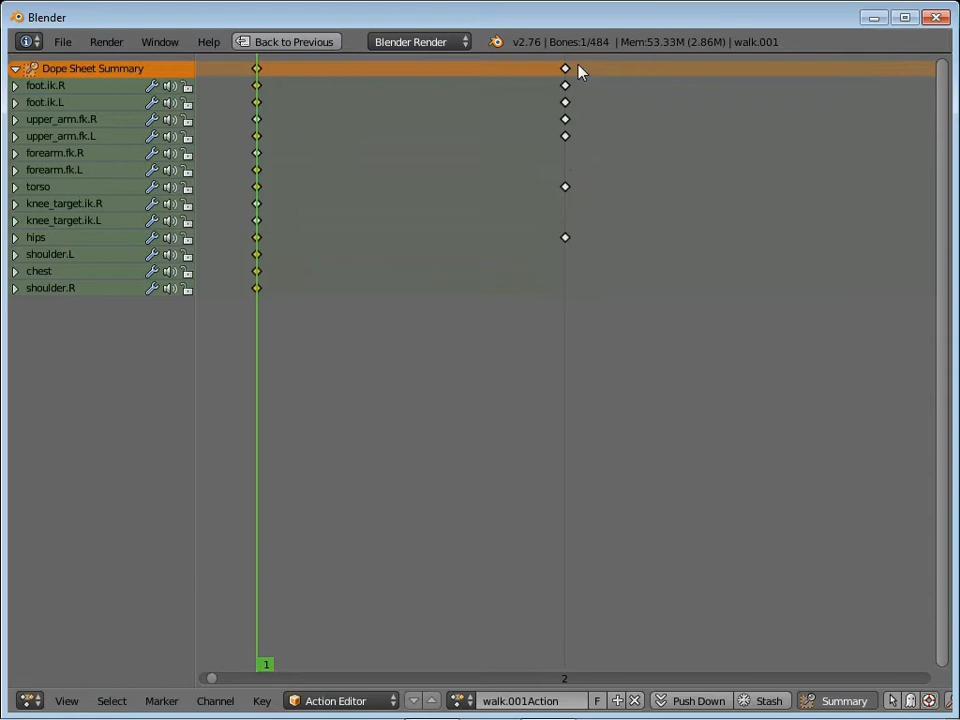 Blender
File Render Window Help Back to Previous Blender Render v2.76 | Bones:1/484 | Mem:53.33M (2.86M) | walk.001
Dope Sheet Summary
foot.ik.R
foot.ik.L
upper_arm.fk.R
upper_arm.fk.L
forearm.fk.R
forearm.fk.L
torso
knee_target.ik.R
knee_target.ik.L
hips
shoulder.L
chest
shoulder.R
1
2
View Select Marker Channel Key Action Editor walk.001Action F Push Down Stash Summary